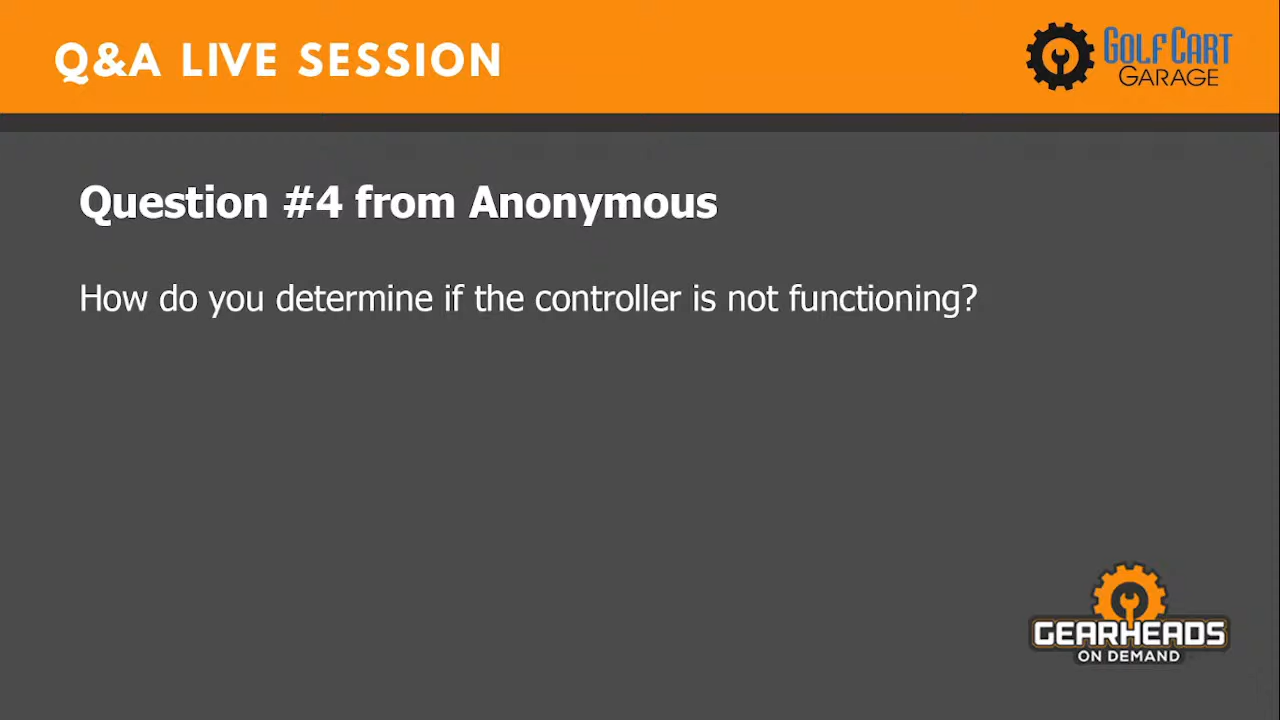 Q&A LIVE SESSION
GOLF CART
GARAGE
Question #4 from Anonymous
How do you determine if the controller is not functioning?
GEARHEADS
ON DEMAND